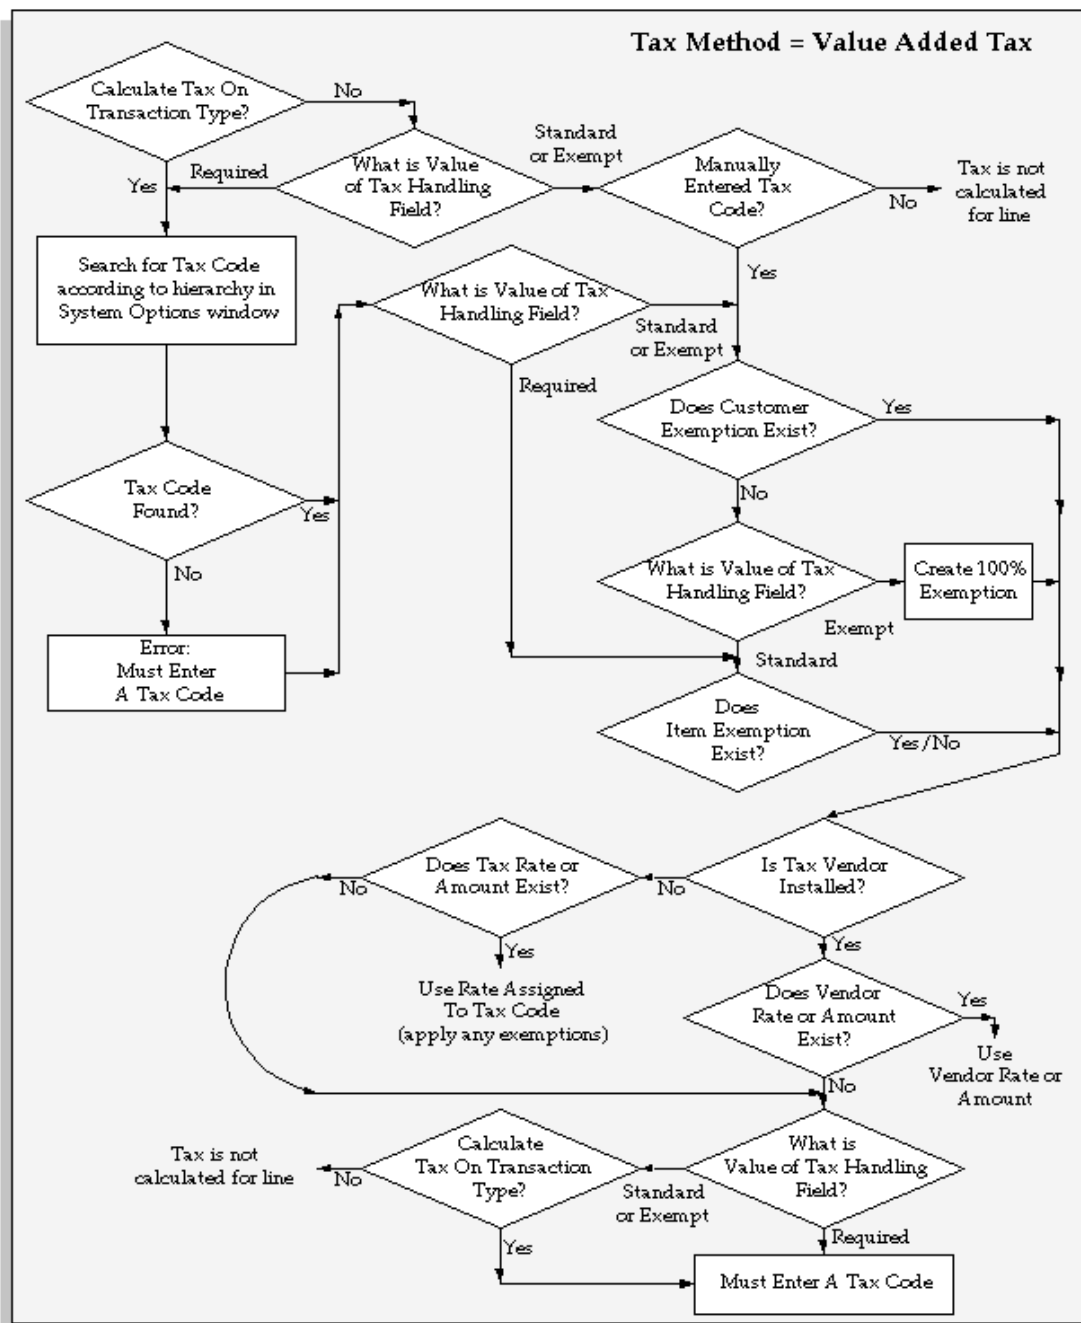 Tax Method = Value Added Tax
Calculate Tax On
Transaction Type?
No
Yes
Required
What is Value
of Tax Handling
Field?
Standard
or Exempt
Manually
Entered Tax
Code?
No
Tax is not
calculated
for line
Yes
Search for Tax Code
according to hierarchy in
System Options window
What is Value of Tax
Handling Field?
Standard
or Exempt
Required
Does Customer
Exemption Exist?
Yes
No
Tax Code
Found?
Yes
No
What is Value of Tax
Handling Field?
Create 100%
Exemption
Exempt
Standard
Error:
Must Enter
A Tax Code
Does
Item Exemption
Exist?
Yes/No
Does Tax Rate or
Amount Exist?
No
Yes
Is Tax Vendor
Installed?
No
Yes
Use Rate Assigned
To Tax Code
(apply any exemptions)
Does Vendor
Rate or Amount
Exist?
Yes
Use
Vendor Rate or
Amount
No
Tax is not
calculated for line
No
Calculate
Tax On Transaction
Type?
Standard
or Exempt
What is
Value of Tax Handling
Field?
Yes
Required
Must Enter A Tax Code